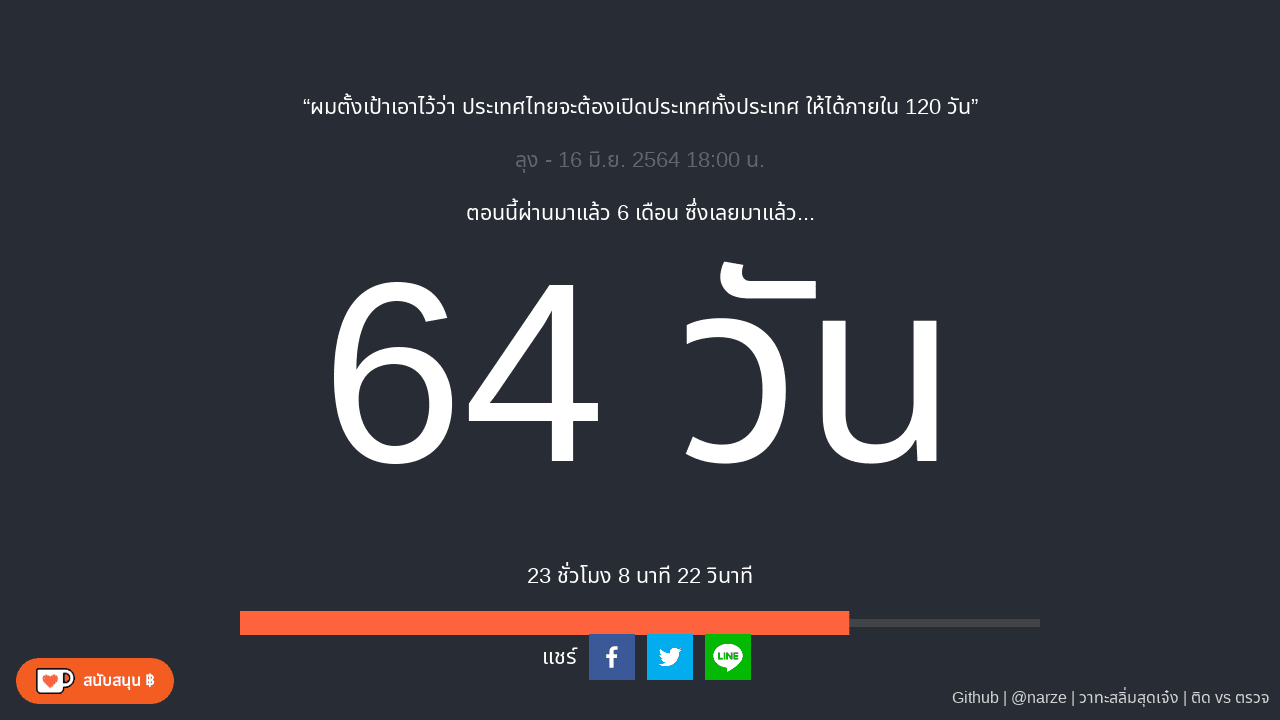 “ผมตั้งเป้าเอาไว้ว่า ประเทศไทยจะต้องเปิดประเทศทั้งประเทศ ให้ได้ภายใน 120 วัน”
ลุง - 16 มิ.ย. 2564 18:00 น.
ตอนนี้ผ่านมาแล้ว 6 เดือน ซึ่งเลยมาแล้ว...
64 วัน
23 ชั่วโมง 8 นาที 22 วินาที
แชร์
LINE
สนับสนุน ฿
Github | @narze | วาทะสลิ่มสุดเจ๋ง | ติด vs ตรวจ